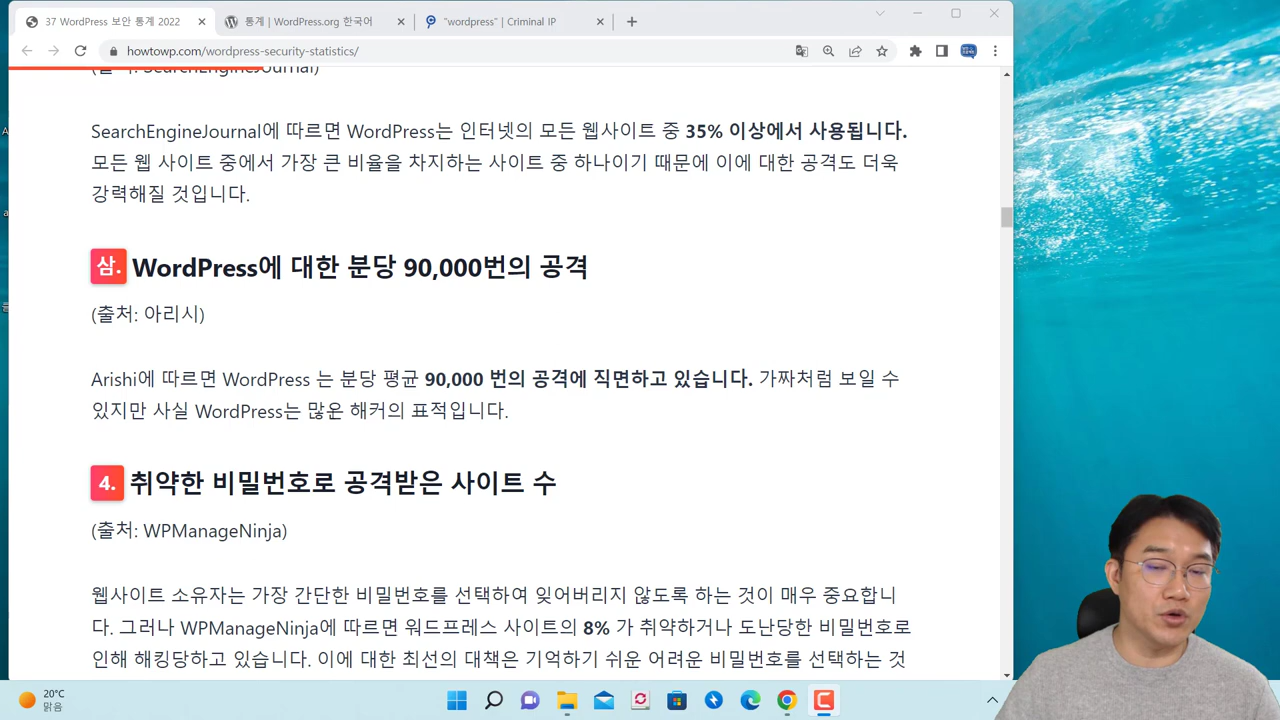 37 WordPress 보안 통계 2022
통계 | WordPress.org 한국어
"wordpress" | Criminal IP
howtowp.com/wordpress-security-statistics/
(출처: SearchEngineJournal)
SearchEngineJournal에 따르면 WordPress는 인터넷의 모든 웹사이트 중 35% 이상에서 사용됩니다.
모든 웹 사이트 중에서 가장 큰 비율을 차지하는 사이트 중 하나이기 때문에 이에 대한 공격도 더욱
강력해질 것입니다.
삼. WordPress에 대한 분당 90,000번의 공격
(출처: 아리시)
Arishi에 따르면 WordPress 는 분당 평균 90,000 번의 공격에 직면하고 있습니다. 가짜처럼 보일 수
있지만 사실 WordPress는 많은 해커의 표적입니다.
4. 취약한 비밀번호로 공격받은 사이트 수
(출처: WPManageNinja)
웹사이트 소유자는 가장 간단한 비밀번호를 선택하여 잊어버리지 않도록 하는 것이 매우 중요합니
다. 그러나 WPManageNinja에 따르면 워드프레스 사이트의 8% 가 취약하거나 도난당한 비밀번호로
인해 해킹당하고 있습니다. 이에 대한 최선의 대책은 기억하기 쉬운 어려운 비밀번호를 선택하는 것
20°C
맑음